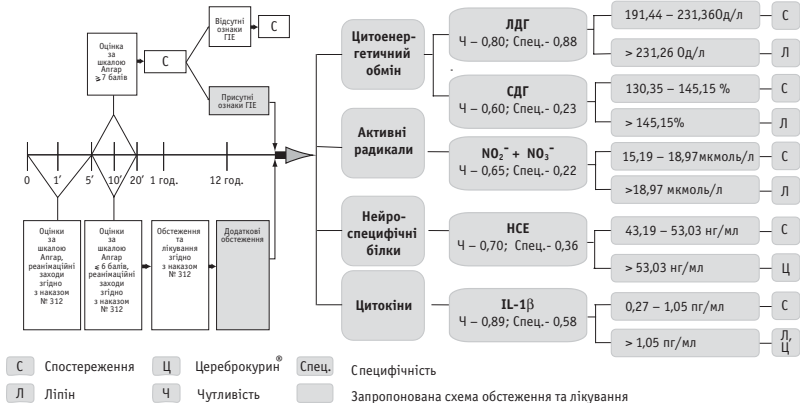 Оцінка
за
шкалою
Апгар
⩾ 7 балів
С
Відсутні
ознаки
ГІЕ
С
Присутні
ознаки ГІЕ
0 1′ 5′ 10′ 20′ 1 год. 12 год.
Оцінки
за
шкалою
Апгар,
реанімаційні
заходи
згідно
з наказом
№ 312
Оцінки
за
шкалою
Апгар
⩽ 6 балів,
реанімаційні
заходи
згідно
з наказом
№ 312
Обстеження
та
лікування
згідно
з наказом
№ 312
Додаткові
обстеження
Цитоенер-
гетичний
обмін
ЛДГ
Ч – 0,80; Спец.- 0,88
191,44 – 231,36Од/л
С
> 231,26 Од/л
Л
СДГ
Ч – 0,60; Спец.- 0,23
130,35 – 145,15 %
С
> 145,15%
Л
Активні
радикали
NO₂⁻ + NO₃⁻
Ч – 0,65; Спец.- 0,22
15,19 – 18,97мкмоль/л
С
>18,97 мкмоль/л
Л
Нейро-
специфічні
білки
НСЕ
Ч – 0,70; Спец.- 0,36
43,19 – 53,03 нг/мл
С
> 53,03 нг/мл
Ц
Цитокіни
IL-1β
Ч – 0,89; Спец.- 0,58
0,27 – 1,05 пг/мл
С
> 1,05 пг/мл
Л,
Ц
С Спостереження
Ц Цереброкурин®
Спец. Специфічність
Л Ліпін
Ч Чутливість
Запропонована схема обстеження та лікування